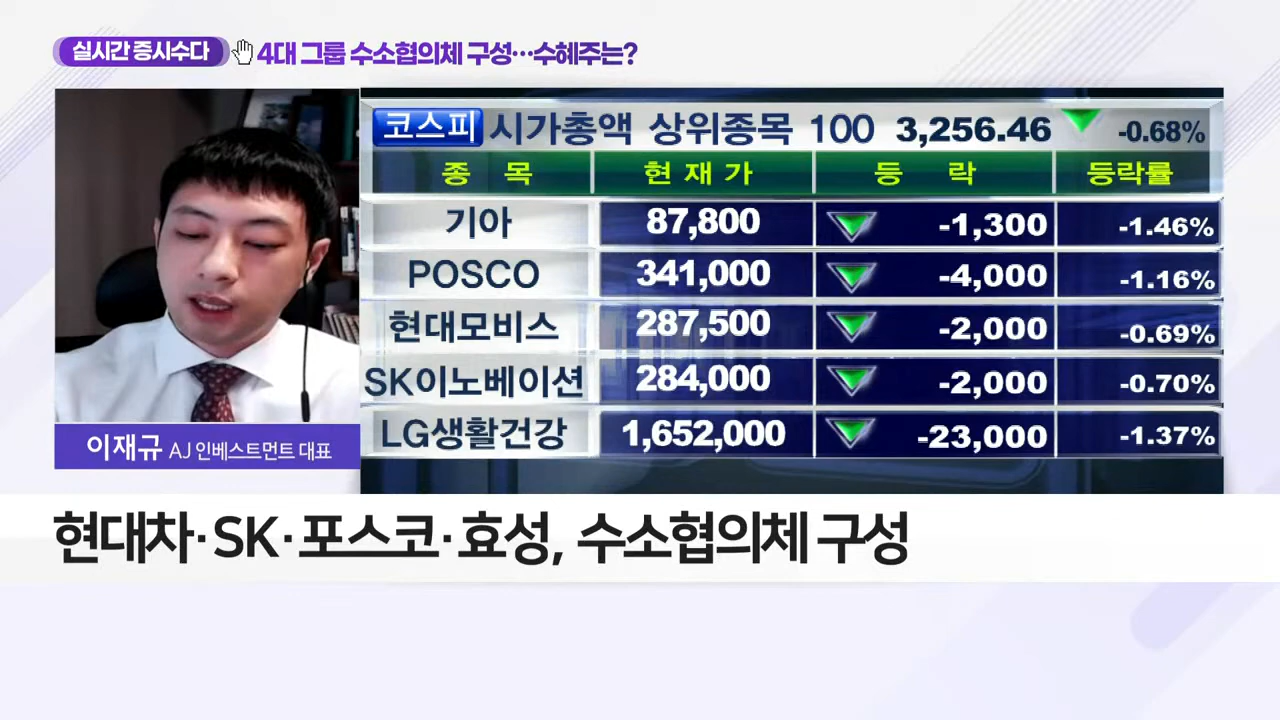 실시간 증시수다 4대 그룹 수소협의체 구성…수혜주는?
코스피 시가총액 상위종목 100 3,256.46 ▼ -0.68%
종 목 현 재 가 등 락 등락률
기아 87,800 ▼ -1,300 -1.46%
POSCO 341,000 ▼ -4,000 -1.16%
현대모비스 287,500 ▼ -2,000 -0.69%
SK이노베이션 284,000 ▼ -2,000 -0.70%
LG생활건강 1,652,000 ▼ -23,000 -1.37%
이재규 AJ 인베스트먼트 대표
현대차·SK·포스코·효성, 수소협의체 구성